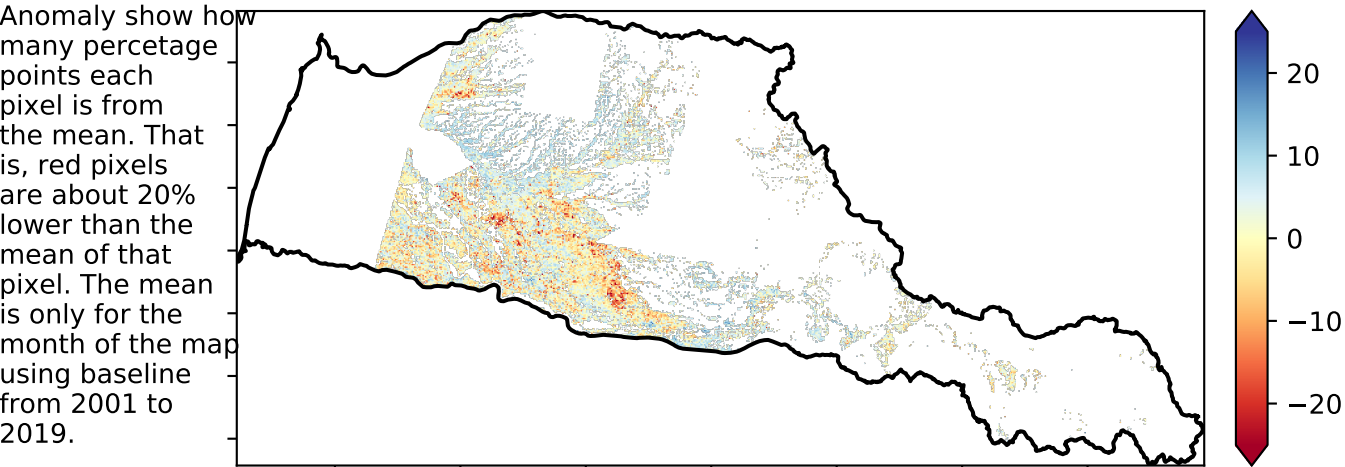 Anomaly show how
many percetage
points each
pixel is from
the mean. That
is, red pixels
are about 20%
lower than the
mean of that
pixel. The mean
is only for the
month of the map
using baseline
from 2001 to
2019.
20
10
0
−10
−20